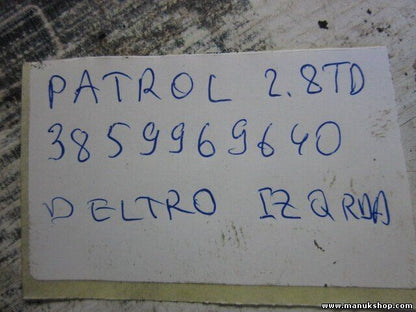 PATROL 2.8TD
3859969640
DELTRO IZQRDA
www.manukshop.com